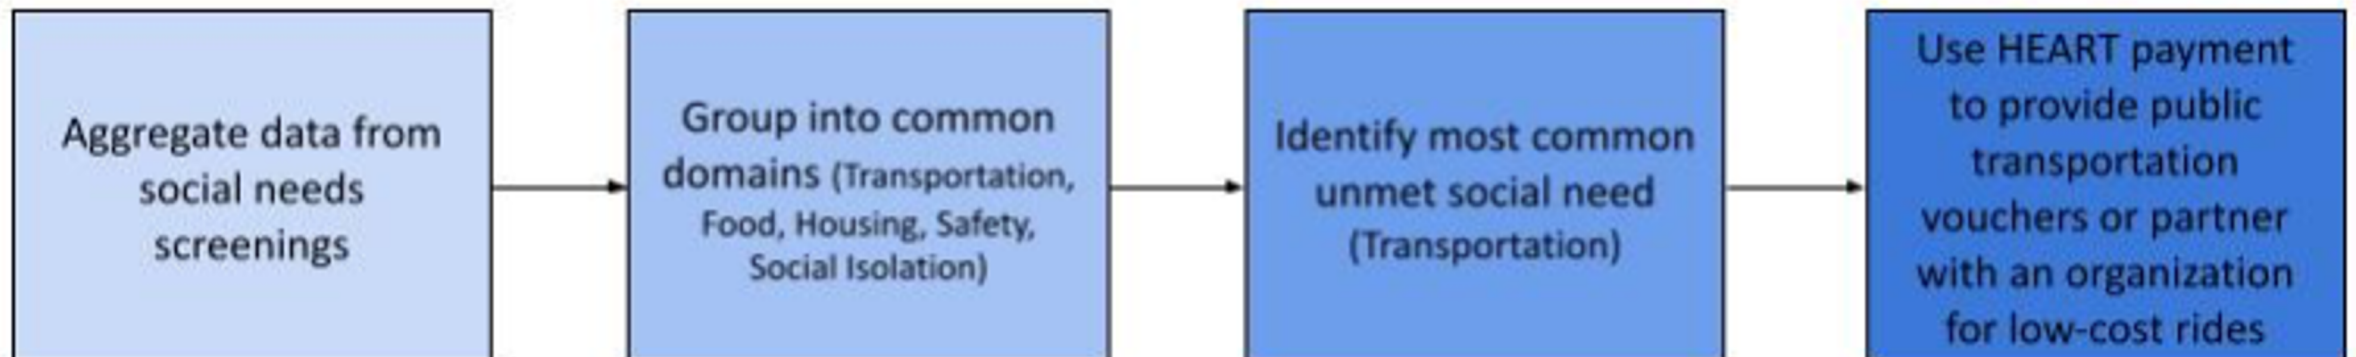 Aggregate data from
social needs
screenings
Group into common
domains (Transportation,
Food, Housing, Safety,
Social Isolation)
Identify most common
unmet social need
(Transportation)
Use HEART payment
to provide public
transportation
vouchers or partner
with an organization
for low-cost rides